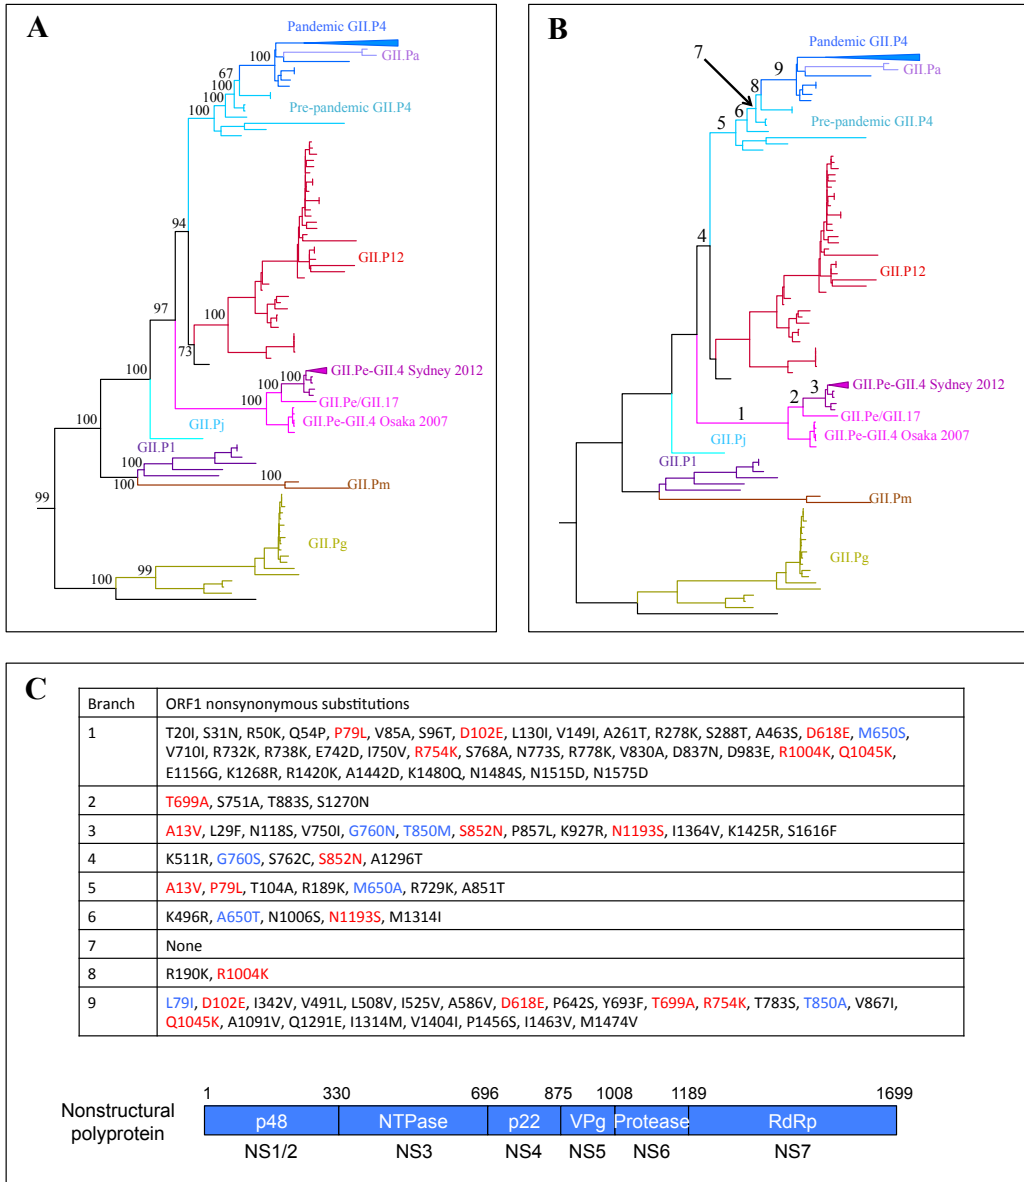 A
Pandemic GII.P4
GII.Pa
100
67
100
100
100
Pre-pandemic GII.P4
94
GII.P12
100
97
73
100
100
100
GII.Pe-GII.4 Sydney 2012
100
GII.Pe/GII.17
GII.Pe-GII.4 Osaka 2007
GII.Pj
GII.P1
100
100
100
GII.Pm
99
GII.Pg
99
100
B
Pandemic GII.P4
7
9
GII.Pa
8
6
5
Pre-pandemic GII.P4
4
GII.P12
3
GII.Pe-GII.4 Sydney 2012
2
GII.Pe/GII.17
1
GII.Pe-GII.4 Osaka 2007
GII.Pj
GII.P1
GII.Pm
GII.Pg
C
Branch ORF1 nonsynonymous substitutions
1 T20I, S31N, R50K, Q54P, P79L, V85A, S96T, D102E, L130I, V149I, A261T, R278K, S288T, A463S, D618E, M650S,
V710I, R732K, R738K, E742D, I750V, R754K, S768A, N773S, R778K, V830A, D837N, D983E, R1004K, Q1045K,
E1156G, K1268R, R1420K, A1442D, K1480Q, N1484S, N1515D, N1575D
2 T699A, S751A, T883S, S1270N
3 A13V, L29F, N118S, V750I, G760N, T850M, S852N, P857L, K927R, N1193S, I1364V, K1425R, S1616F
4 K511R, G760S, S762C, S852N, A1296T
5 A13V, P79L, T104A, R189K, M650A, R729K, A851T
6 K496R, A650T, N1006S, N1193S, M1314I
7 None
8 R190K, R1004K
9 L79I, D102E, I342V, V491L, L508V, I525V, A586V, D618E, P642S, Y693F, T699A, R754K, T783S, T850A, V867I,
Q1045K, A1091V, Q1291E, I1314M, V1404I, P1456S, I1463V, M1474V
1 330 696 875 1008 1189 1699
Nonstructural
polyprotein
p48 NTPase p22 VPg Protease RdRp
NS1/2 NS3 NS4 NS5 NS6 NS7